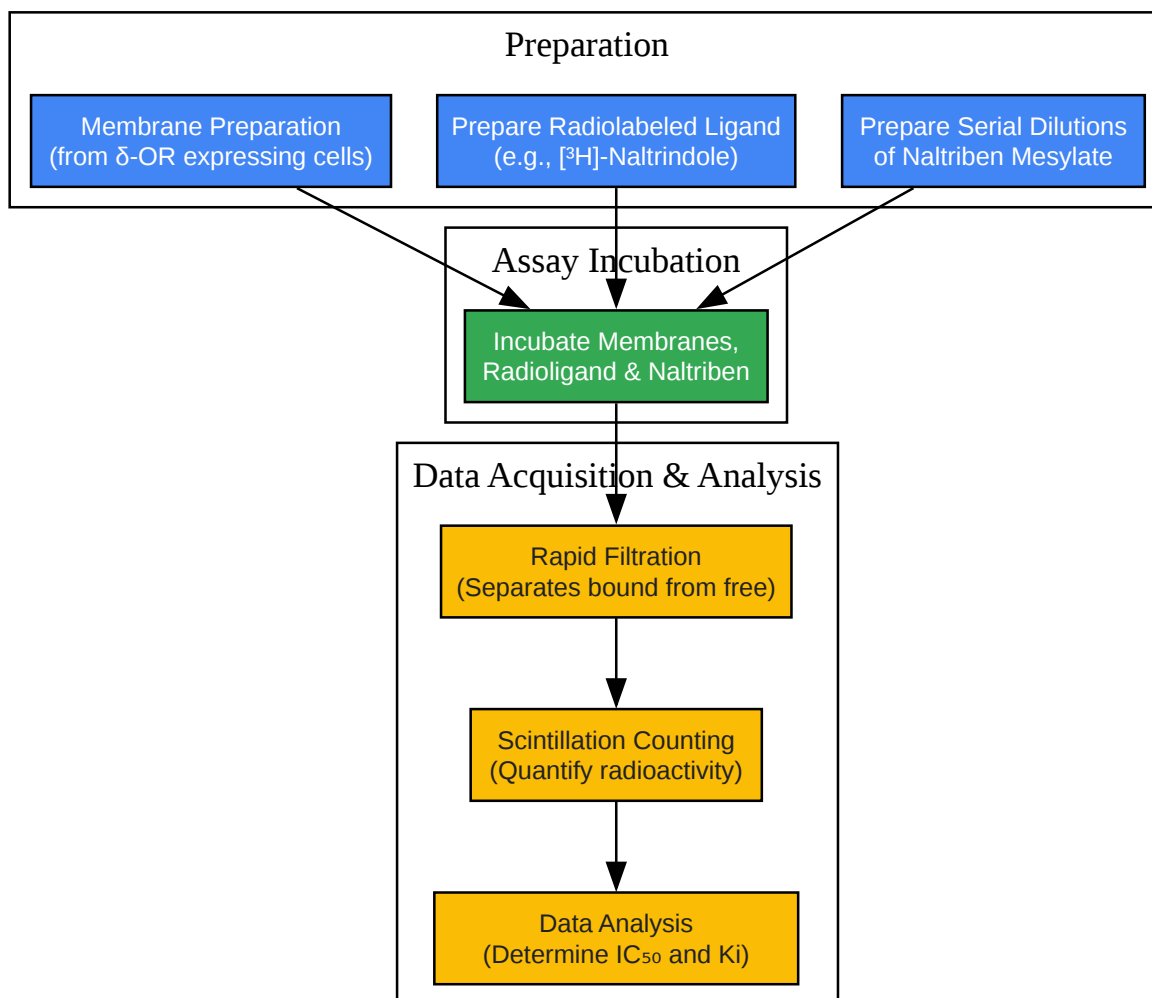 Preparation
Membrane Preparation
(from δ-OR expressing cells)
Prepare Radiolabeled Ligand
(e.g., [³H]-Naltrindole)
Prepare Serial Dilutions
of Naltriben Mesylate
Assay Incubation
Incubate Membranes,
Radioligand & Naltriben
Data Acquisition & Analysis
Rapid Filtration
(Separates bound from free)
Scintillation Counting
(Quantify radioactivity)
Data Analysis
(Determine IC₅₀ and Ki)